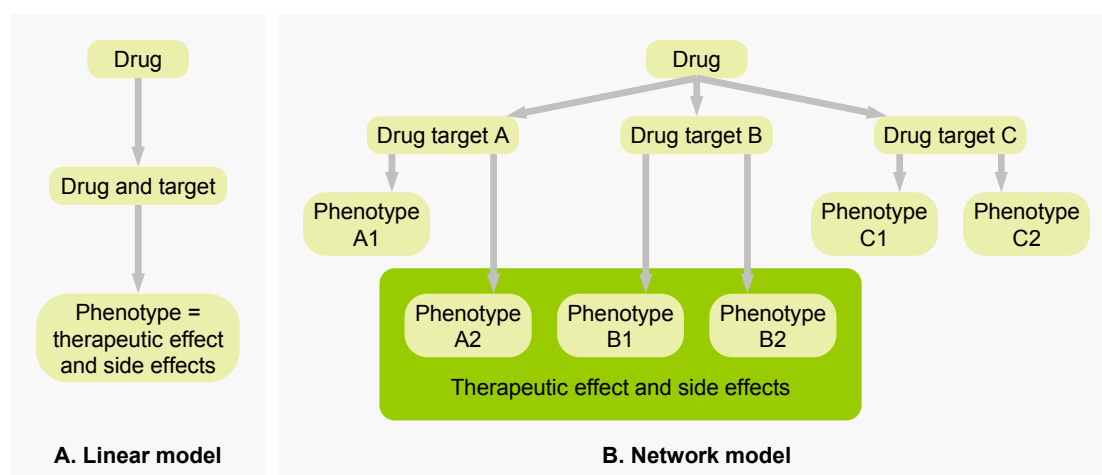 Drug
Drug and target
Phenotype =
therapeutic effect
and side effects
A. Linear model
Drug
Drug target A
Drug target B
Drug target C
Phenotype
A1
Phenotype
C1
Phenotype
C2
Phenotype
A2
Phenotype
B1
Phenotype
B2
Therapeutic effect and side effects
B. Network model